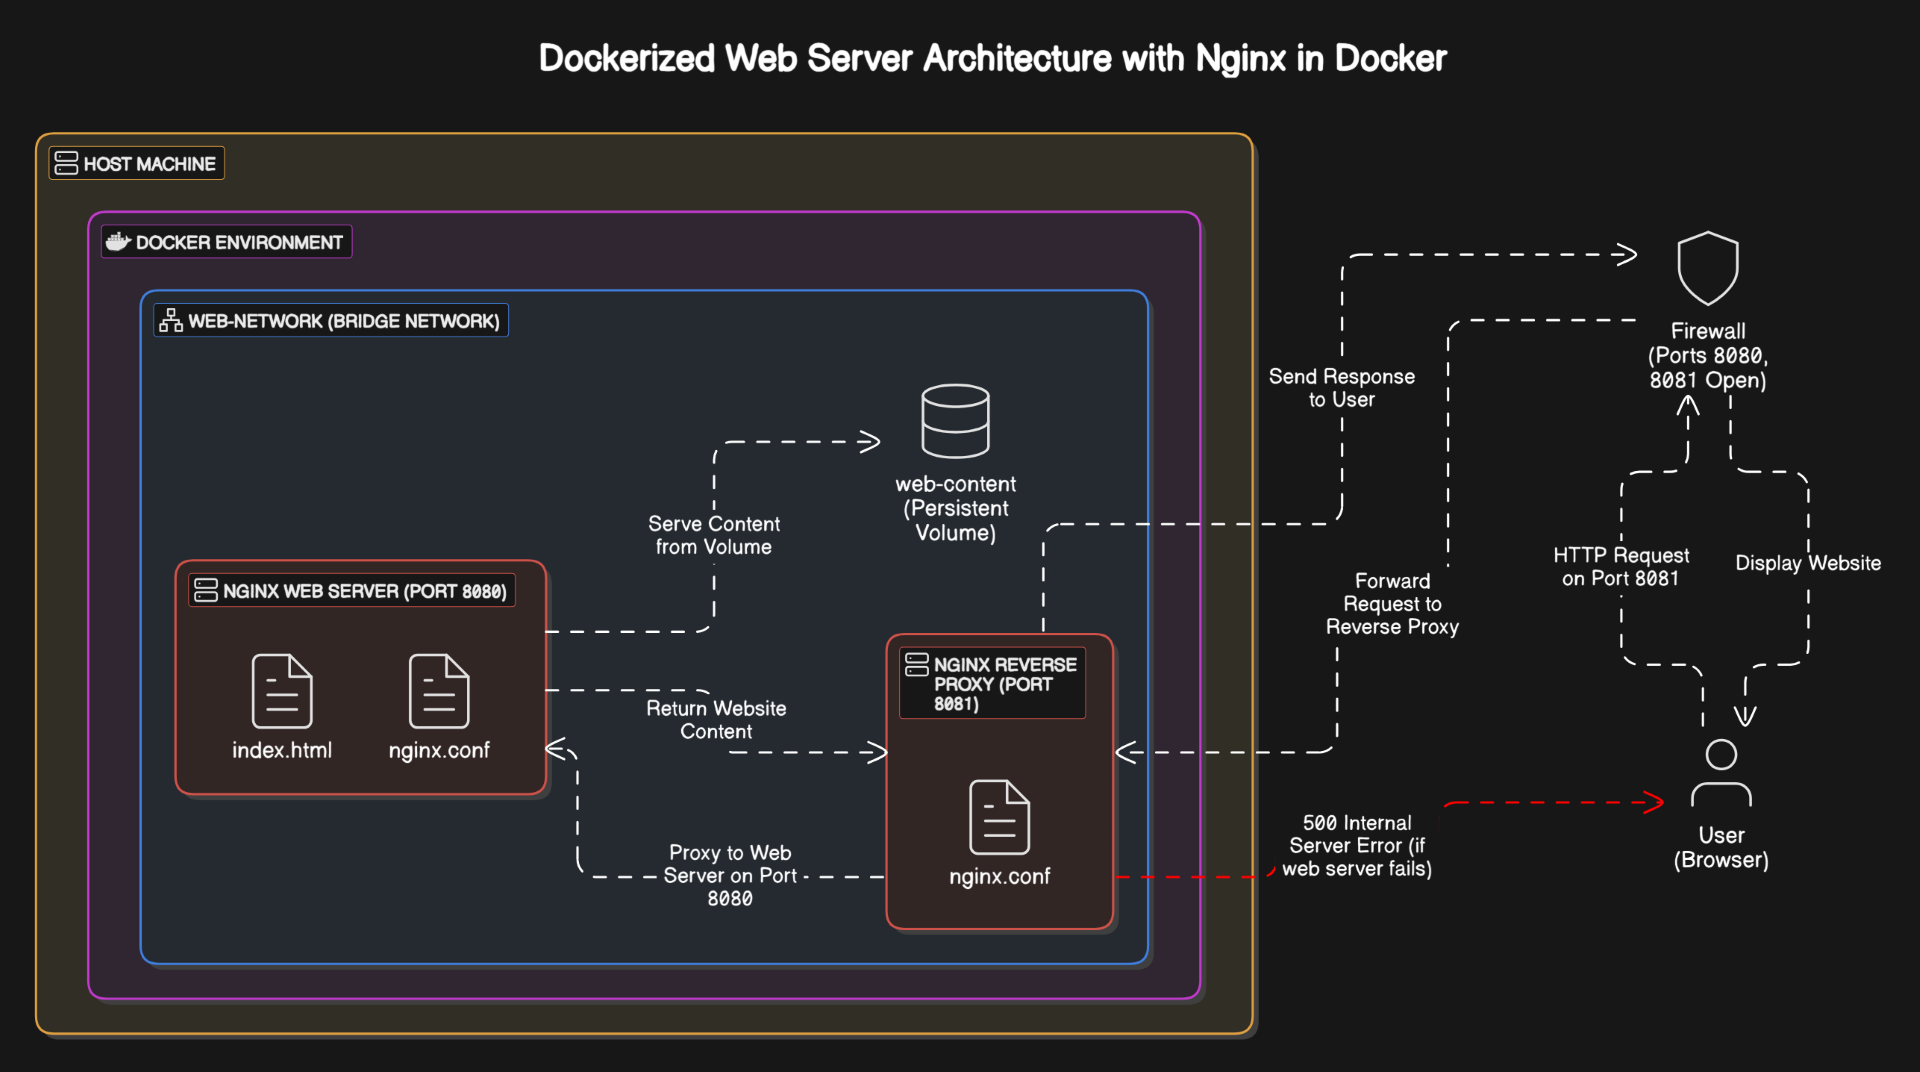 Dockerized Web Server Architecture with Nginx in Docker
HOST MACHINE
DOCKER ENVIRONMENT
WEB-NETWORK (BRIDGE NETWORK)
web-content
(Persistent
Volume)
Serve Content
from Volume
NGINX WEB SERVER (PORT 8080)
index.html
nginx.conf
Return Website
Content
Proxy to Web
Server on Port
8080
NGINX REVERSE
PROXY (PORT
8081)
nginx.conf
Send Response
to User
Forward
Request to
Reverse Proxy
500 Internal
Server Error (if
web server fails)
Firewall
(Ports 8080,
8081 Open)
HTTP Request
on Port 8081
Display Website
User
(Browser)